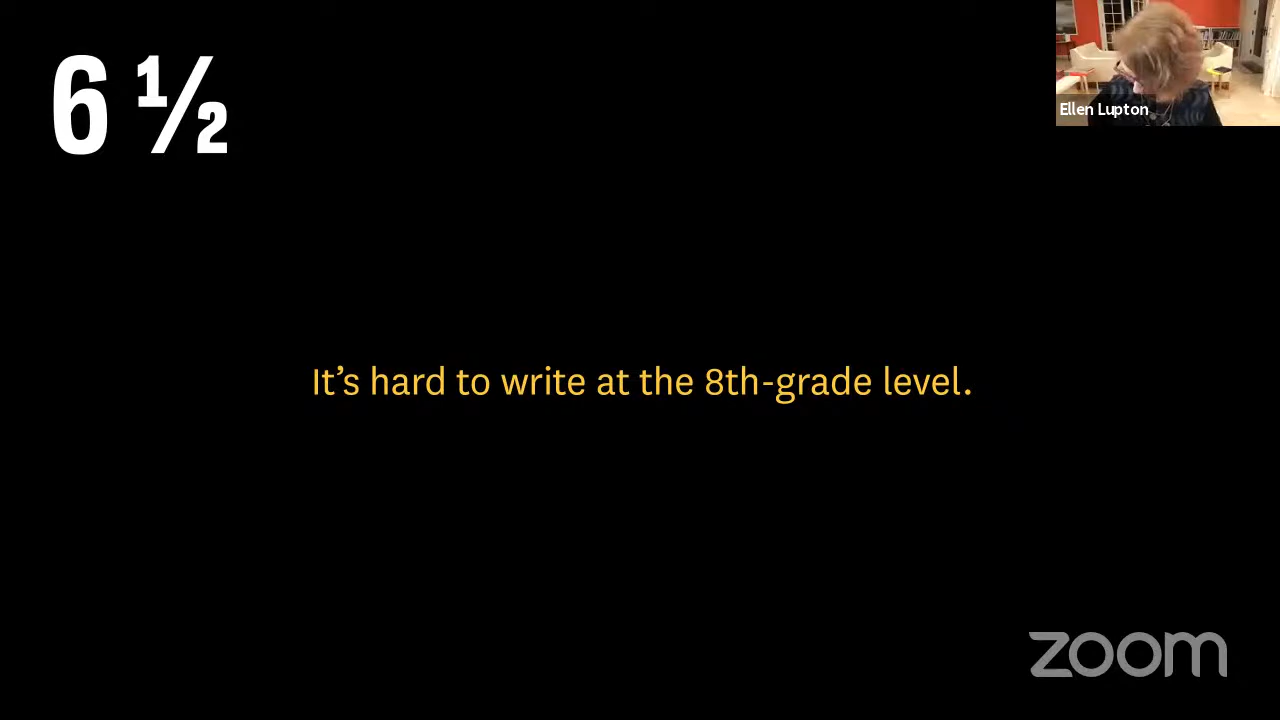 6 ½
Ellen Lupton
It’s hard to write at the 8th-grade level.
zoom